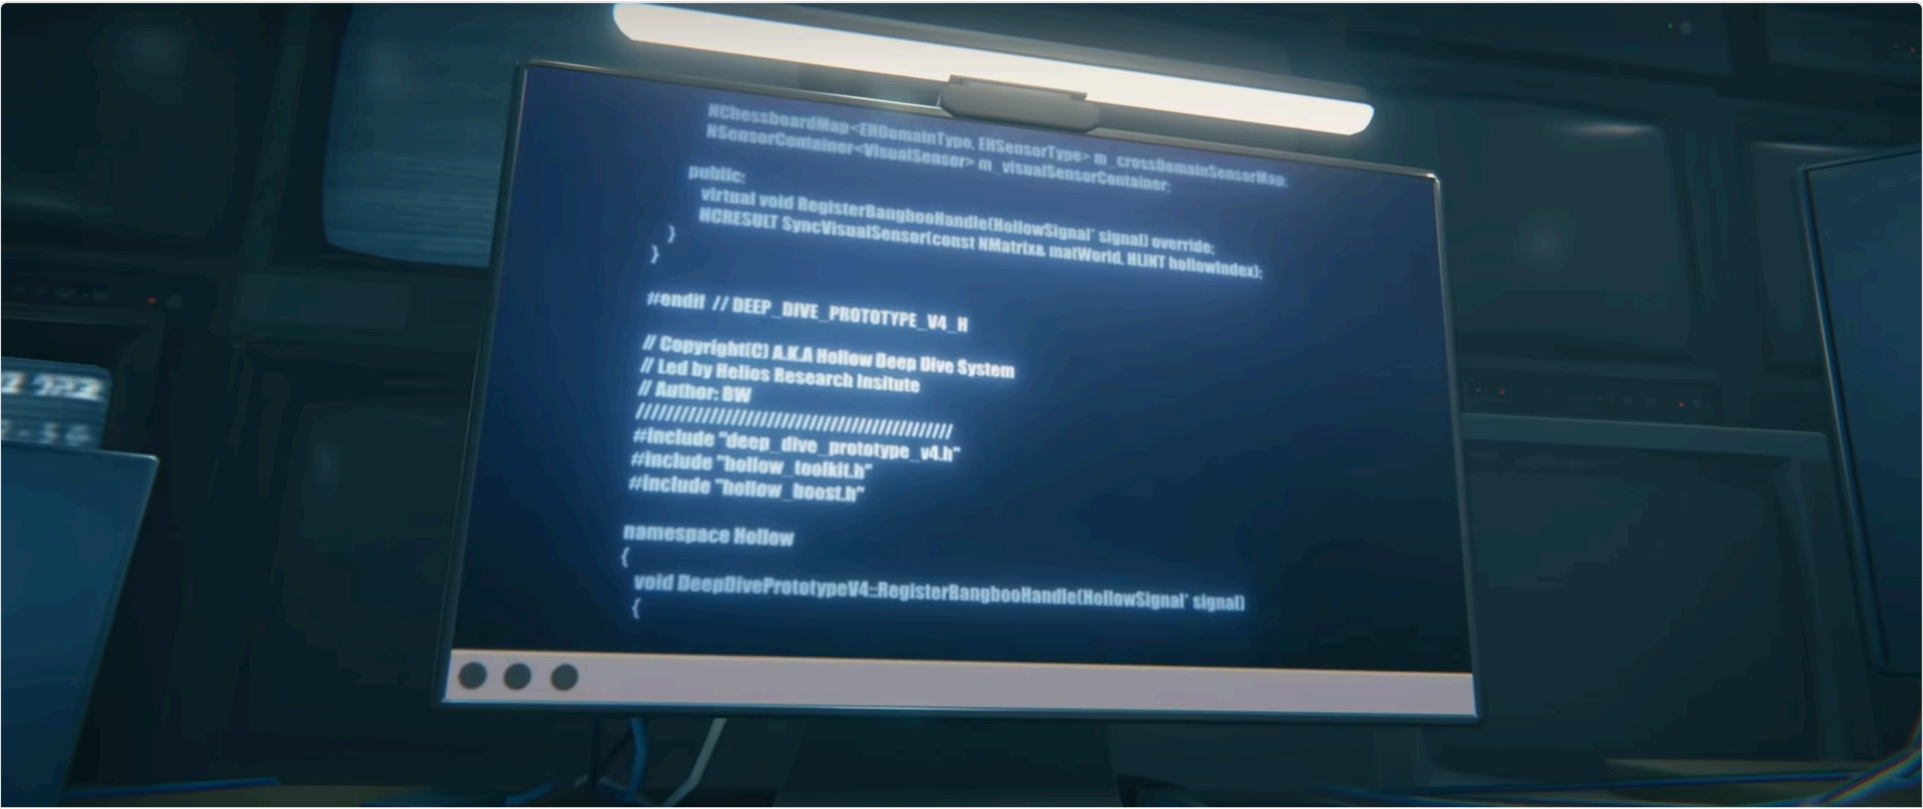 NChessboardMap<EHDomainType, EHSensorType> m_crossDomainSensorMap;
NSensorContainer<VisualSensor> m_visualSensorContainer;
public:
virtual void RegisterBangbooHandle(HollowSignal* signal) override;
HCRESULT SyncVisualSensor(const NMatrix& matWorld, HLINT hollowIndex);
}
}
#endif // DEEP_DIVE_PROTOTYPE_V4_H
// Copyright(C) A.K.A Hollow Deep Dive System
// Led by Helios Research Insitute
// Author: BW
////////////////////////////////////////////
#include "deep_dive_prototype_v4.h"
#include "hollow_toolkit.h"
#include "hollow_boost.h"
namespace Hollow
{
void DeepDivePrototypeV4::RegisterBangbooHandle(HollowSignal* signal)
{